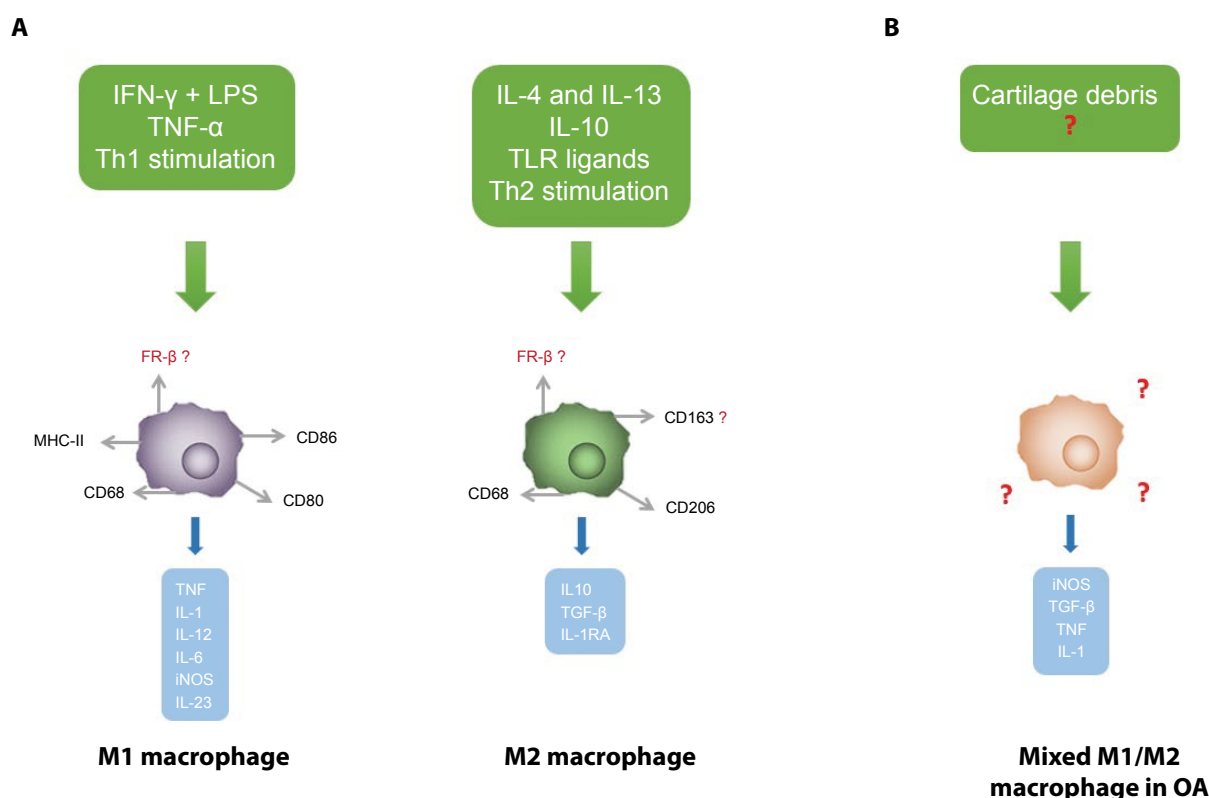 A
IFN-γ + LPS
TNF-α
Th1 stimulation
FR-β ?
MHC-II
CD86
CD68
CD80
TNF
IL-1
IL-12
IL-6
iNOS
IL-23
M1 macrophage
IL-4 and IL-13
IL-10
TLR ligands
Th2 stimulation
FR-β ?
CD163 ?
CD68
CD206
IL10
TGF-β
IL-1RA
M2 macrophage
B
Cartilage debris
?
?
?
?
iNOS
TGF-β
TNF
IL-1
Mixed M1/M2
macrophage in OA